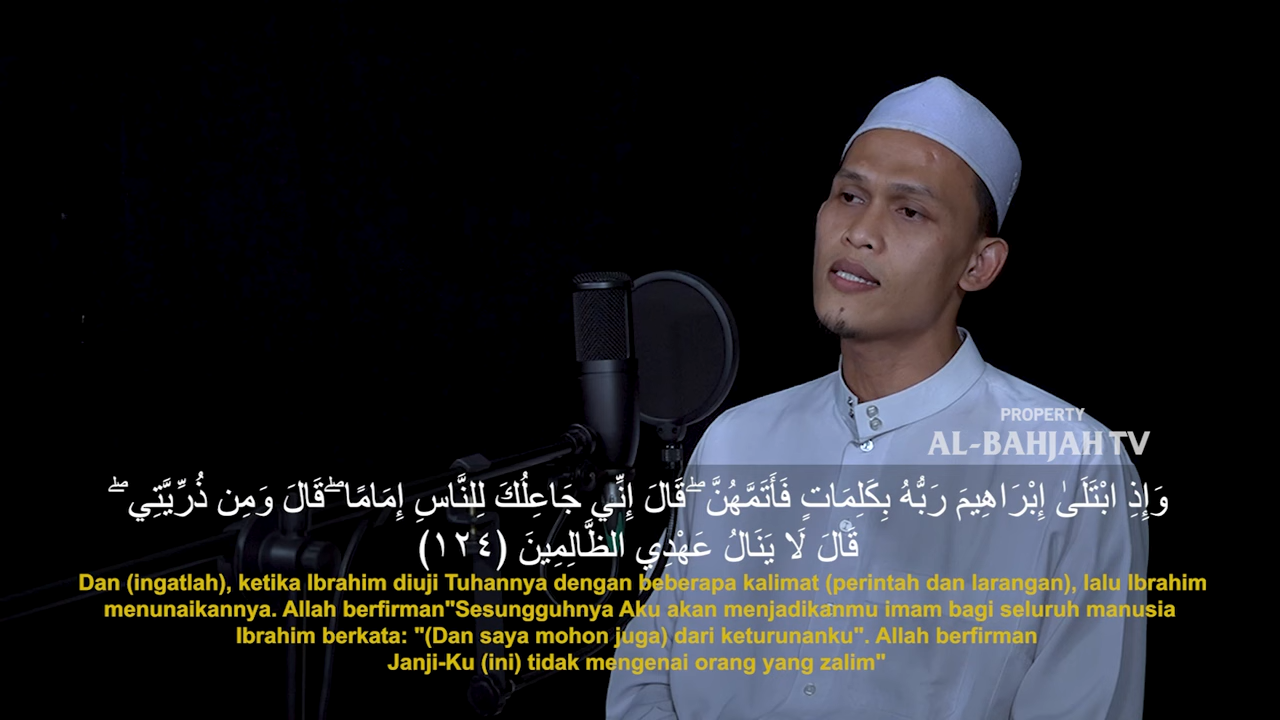 PROPERTY
AL-BAHJAH TV
وَإِذِ ابْتَلَىٰ إِبْرَاهِيمَ رَبُّهُ بِكَلِمَاتٍ فَأَتَمَّهُنَّ ۖ قَالَ إِنِّي جَاعِلُكَ لِلنَّاسِ إِمَامًا ۖ قَالَ وَمِن ذُرِّيَّتِي ۖ
قَالَ لَا يَنَالُ عَهْدِي الظَّالِمِينَ (١٢٤)
Dan (ingatlah), ketika Ibrahim diuji Tuhannya dengan beberapa kalimat (perintah dan larangan), lalu Ibrahim
menunaikannya. Allah berfirman"Sesungguhnya Aku akan menjadikanmu imam bagi seluruh manusia
Ibrahim berkata: "(Dan saya mohon juga) dari keturunanku". Allah berfirman
Janji-Ku (ini) tidak mengenai orang yang zalim"